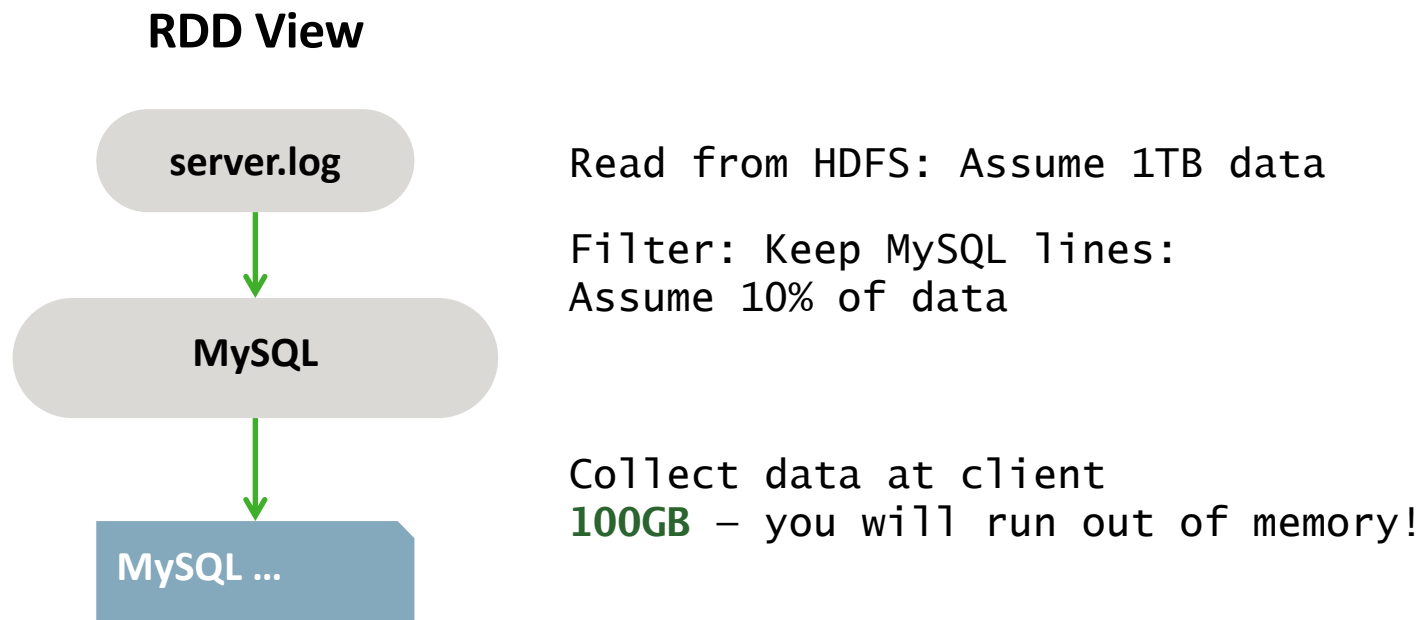 RDD View
server.log
Read from HDFS: Assume 1TB data
Filter: Keep MySQL lines:
Assume 10% of data
MySQL
Collect data at client
100GB – you will run out of memory!
MySQL …